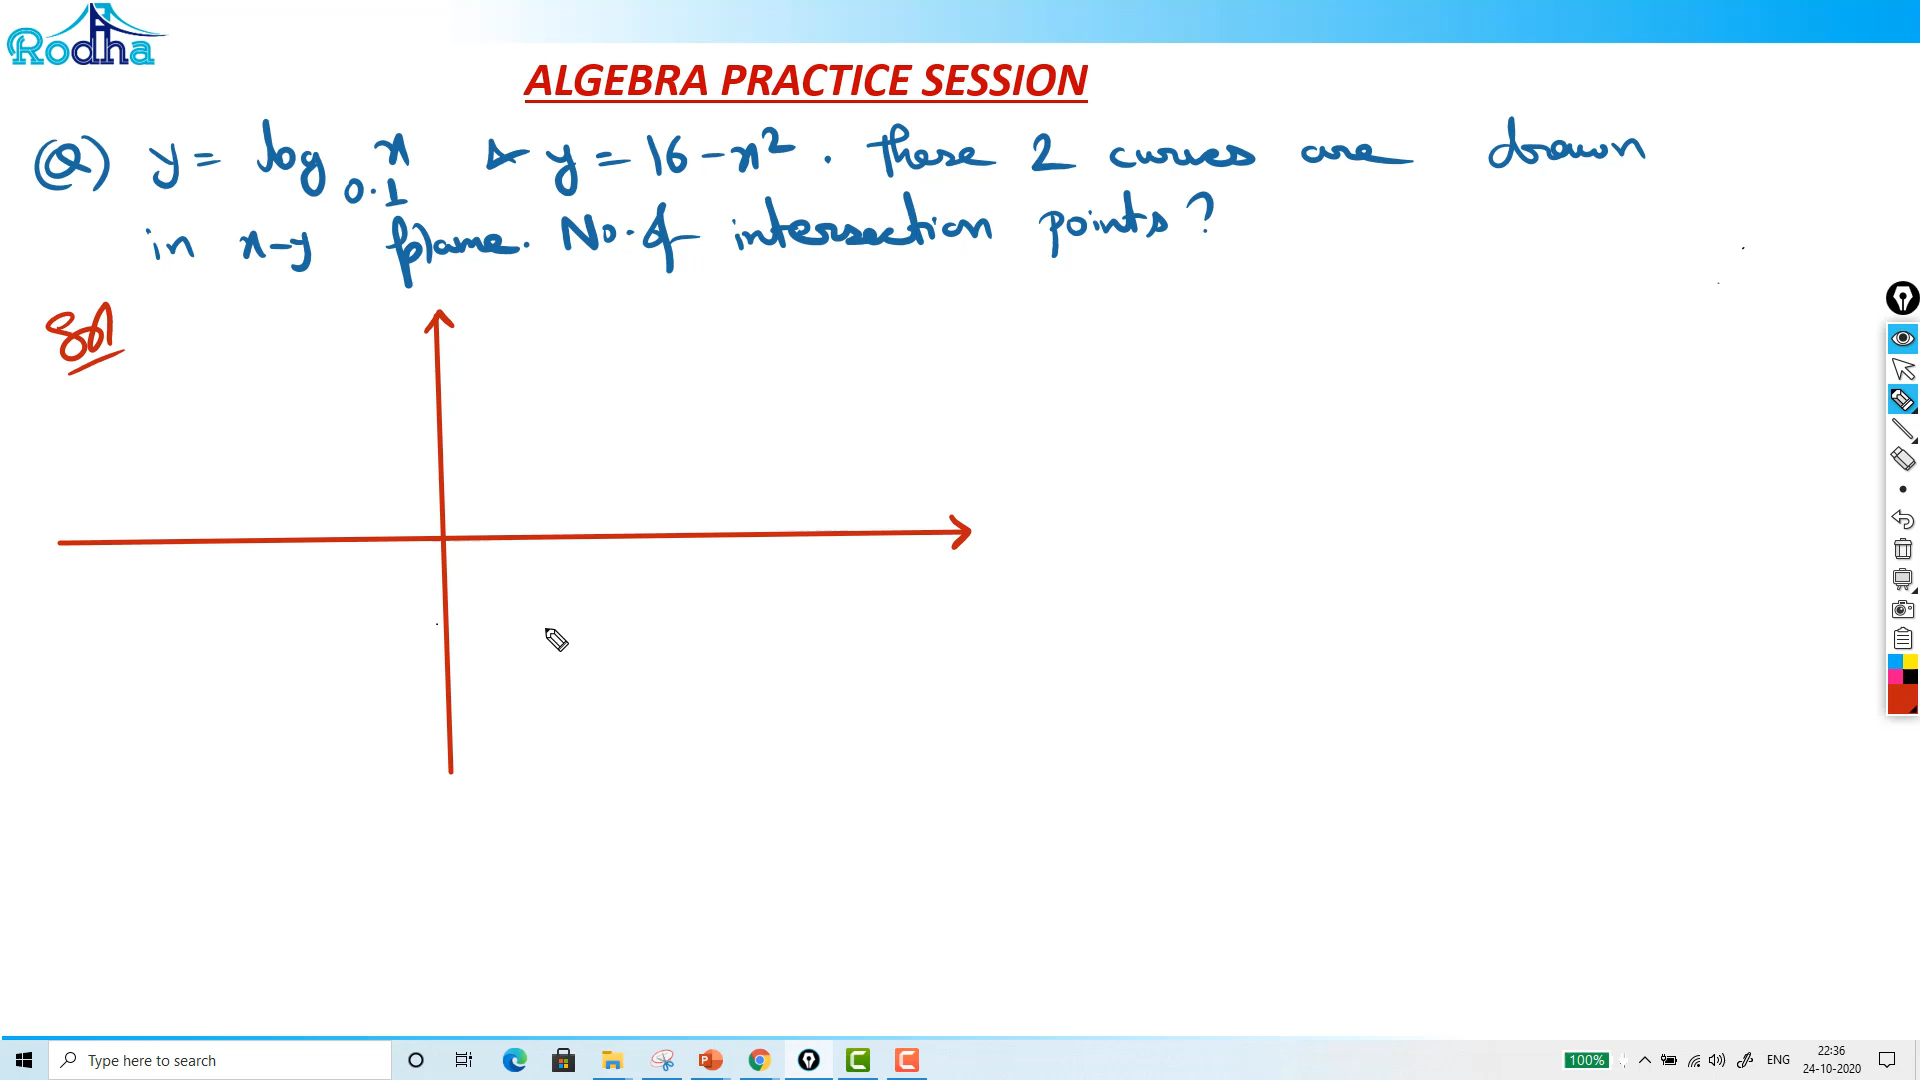 Rodha
ALGEBRA PRACTICE SESSION
(Q) y = log₀.₁ x & y = 16 - x². These 2 curves are drawn
in x-y plane. No. of intersection points?
Sol
Type here to search
100%
ENG
22:36
24-10-2020